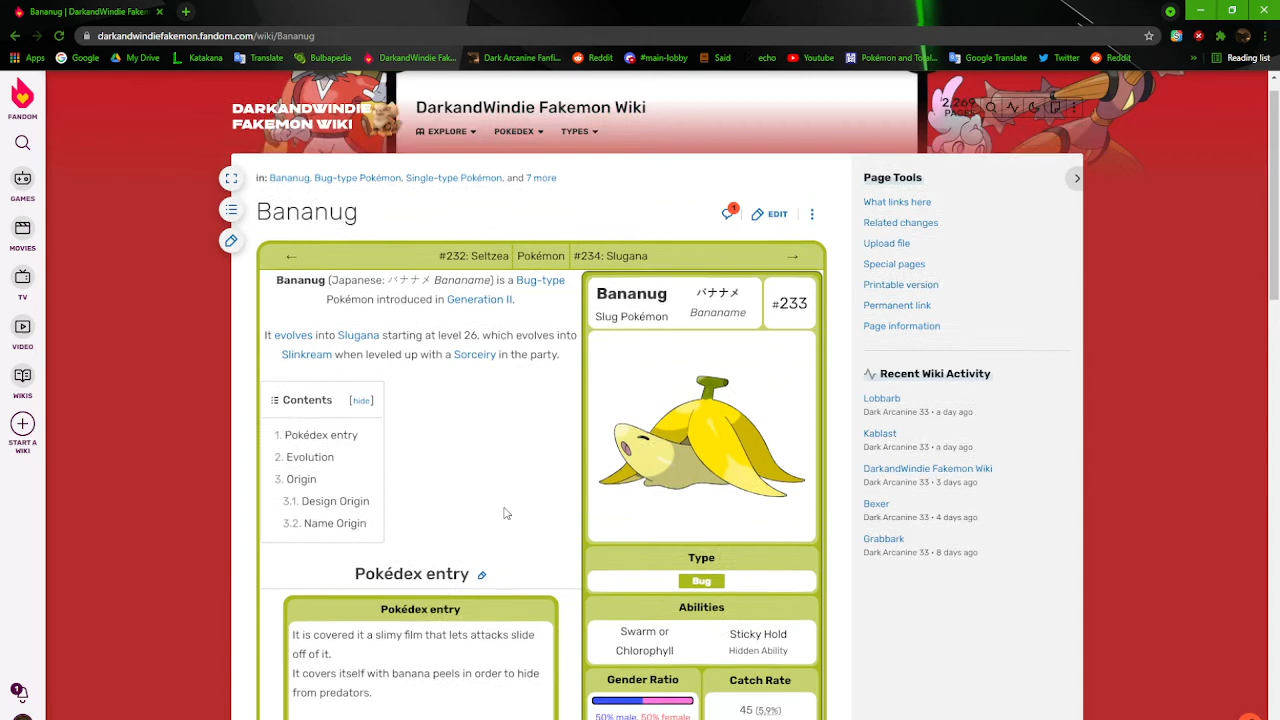 Bananug | DarkandWindie Fakemon
darkandwindiefakemon.fandom.com/wiki/Bananug
Apps Google My Drive Katakana Translate Bulbapedia DarkandWindie Fak... Dark Arcanine Fanfi... Reddit #main-lobby Said echo Youtube Pokémon and Total... Google Translate Twitter Reddit » Reading list
FANDOM
GAMES
MOVIES
TV
VIDEO
WIKIS
START A
WIKI
1
DARKANDWINDIE
FAKEMON WIKI
DarkandWindie Fakemon Wiki
EXPLORE POKEDEX TYPES
2,269
PAGES
in: Bananug, Bug-type Pokémon, Single-type Pokémon, and 7 more
Bananug
1
EDIT
← #232: Seltzea Pokémon #234: Slugana →
Bananug (Japanese: バナナメ Bananame) is a Bug-type
Pokémon introduced in Generation II.
It evolves into Slugana starting at level 26, which evolves into
Slinkream when leveled up with a Sorceiry in the party.
Contents [hide]
1. Pokédex entry
2. Evolution
3. Origin
3.1. Design Origin
3.2. Name Origin
Pokédex entry
Pokédex entry
It is covered it a slimy film that lets attacks slide
off of it.
It covers itself with banana peels in order to hide
from predators.
Bananug
Slug Pokémon
バナナメ
Bananame
#233
Type
Bug
Abilities
Swarm or
Chlorophyll
Sticky Hold
Hidden Ability
Gender Ratio
50% male, 50% female
Catch Rate
45 (5.9%)
Page Tools
What links here
Related changes
Upload file
Special pages
Printable version
Permanent link
Page information
Recent Wiki Activity
Lobbarb
Dark Arcanine 33 • a day ago
Kablast
Dark Arcanine 33 • a day ago
DarkandWindie Fakemon Wiki
Dark Arcanine 33 • 3 days ago
Bexer
Dark Arcanine 33 • 4 days ago
Grabbark
Dark Arcanine 33 • 8 days ago